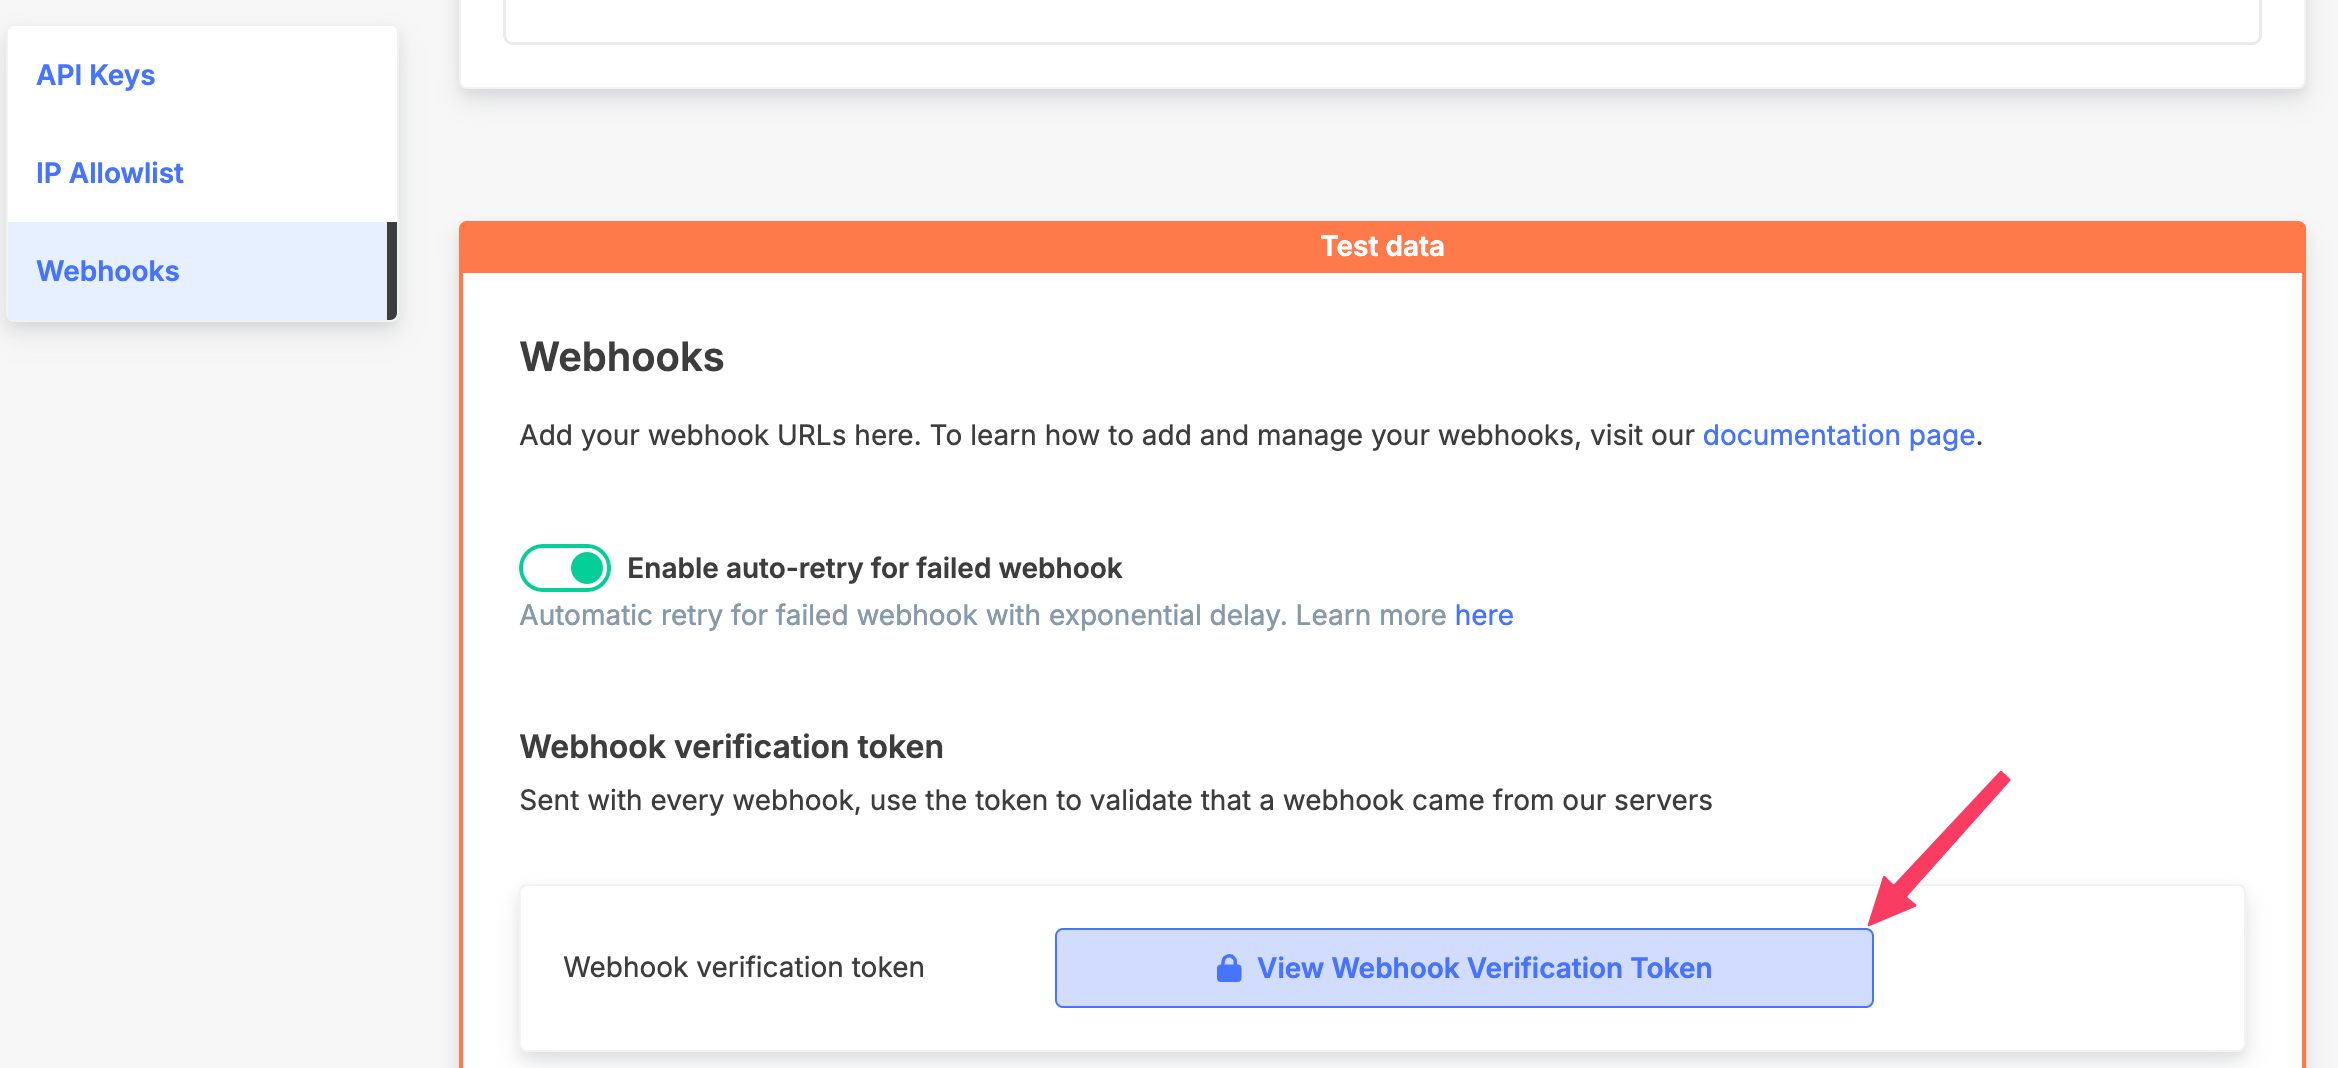 API Keys
IP Allowlist
Webhooks
Test data
Webhooks
Add your webhook URLs here. To learn how to add and manage your webhooks, visit our documentation page.
Enable auto-retry for failed webhook
Automatic retry for failed webhook with exponential delay. Learn more here
Webhook verification token
Sent with every webhook, use the token to validate that a webhook came from our servers
Webhook verification token
View Webhook Verification Token